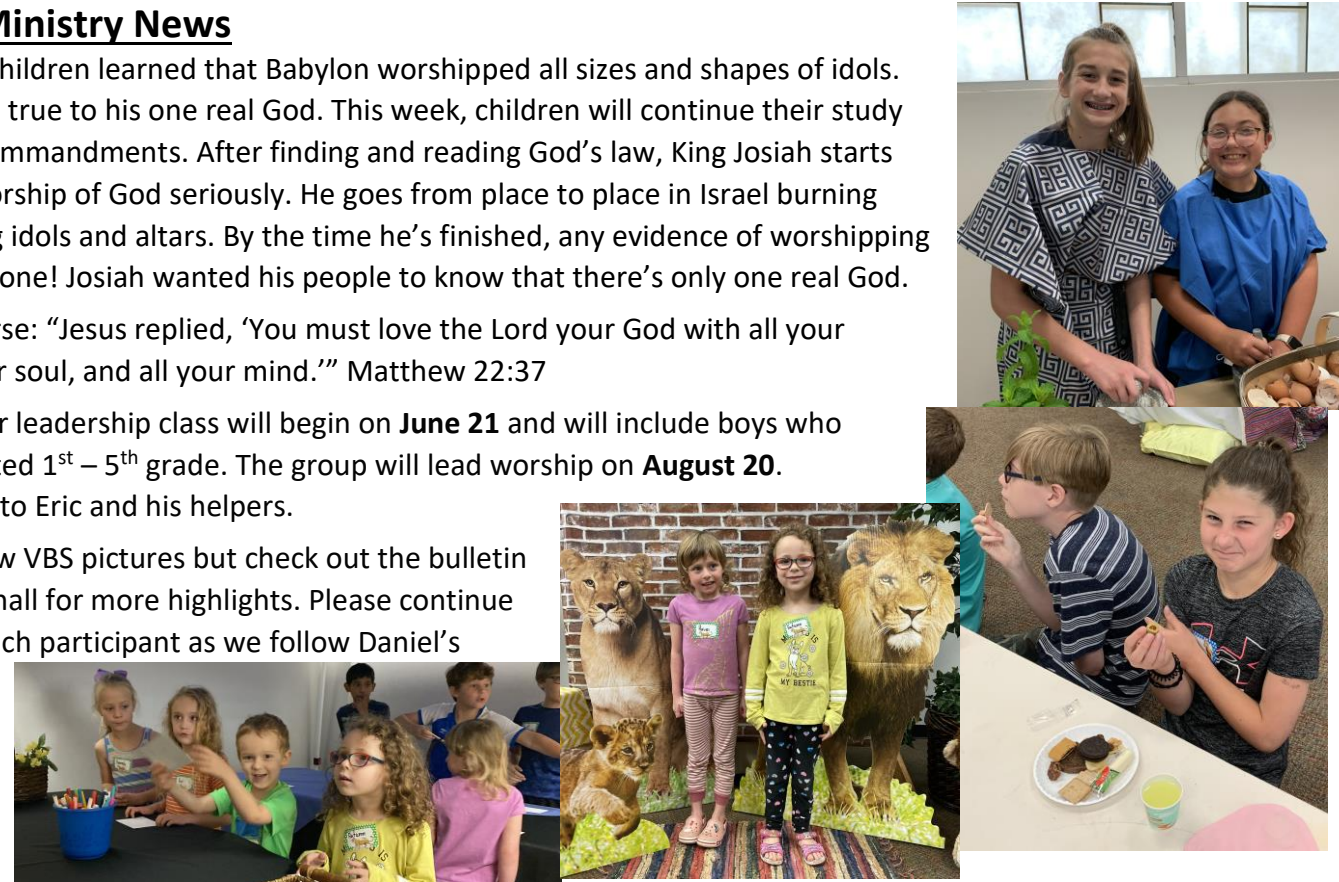 Ministry News
hildren learned that Babylon worshipped all sizes and shapes of idols.
true to his one real God. This week, children will continue their study
mmandments. After finding and reading God’s law, King Josiah starts
orship of God seriously. He goes from place to place in Israel burning
g idols and altars. By the time he’s finished, any evidence of worshipping
one! Josiah wanted his people to know that there’s only one real God.
rse: “Jesus replied, ‘You must love the Lord your God with all your
r soul, and all your mind.’” Matthew 22:37
r leadership class will begin on June 21 and will include boys who
ted 1st – 5th grade. The group will lead worship on August 20.
to Eric and his helpers.
w VBS pictures but check out the bulletin
hall for more highlights. Please continue
ch participant as we follow Daniel’s
IS
MY BESTIE